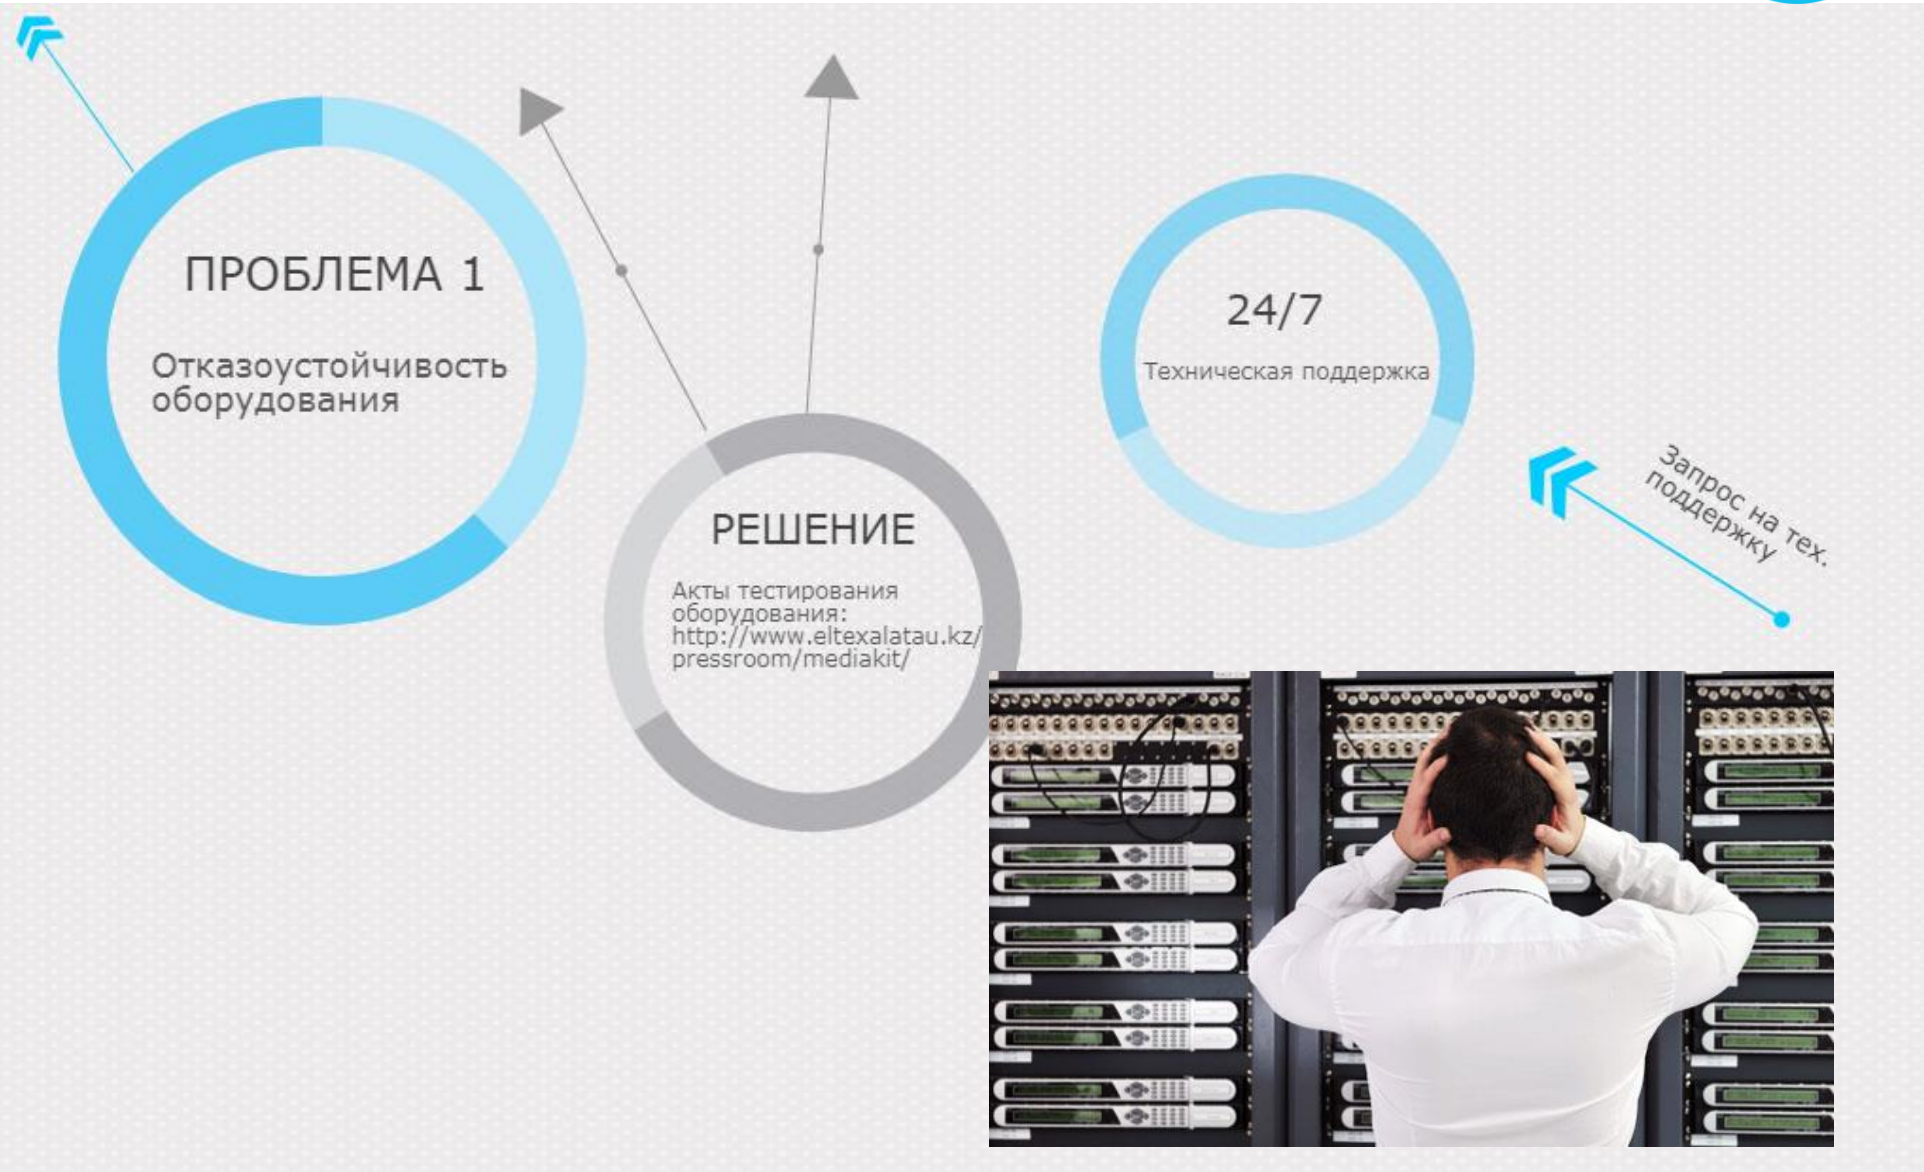 ПРОБЛЕМА 1
Отказоустойчивость
оборудования
РЕШЕНИЕ
Акты тестирования
оборудования:
http://www.eltexalatau.kz/
pressroom/mediakit/
24/7
Техническая поддержка
Запрос на тех.
поддержку